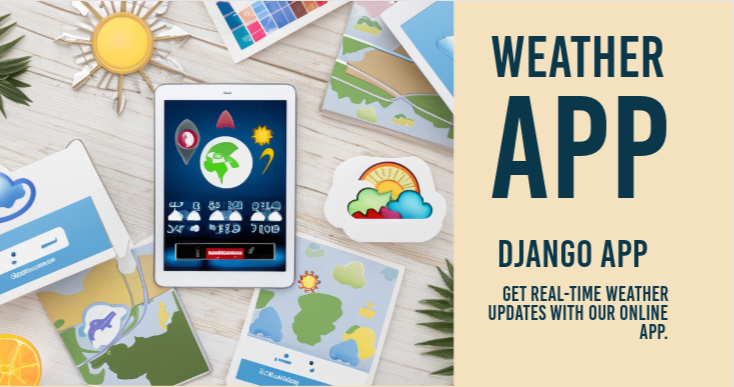 WEATHER
APP
DJANGO APP
GET REAL-TIME WEATHER
UPDATES WITH OUR ONLINE
APP.